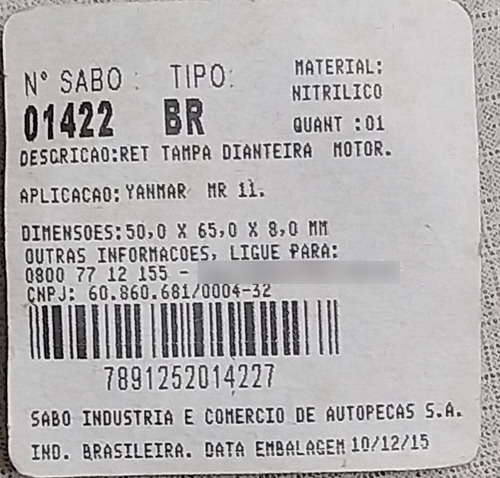 Nº SABO : TIPO:
01422 BR
MATERIAL:
NITRILICO
QUANT :01
DESCRICAO:RET TAMPA DIANTEIRA MOTOR.
APLICACAO: YANMAR MR 11.
DIMENSOES: 50,0 X 65,0 X 8,0 MM
OUTRAS INFORMACOES, LIGUE PARA:
0800 77 12 155 -
CNPJ: 60.860.681/0004-32
7891252014227
SABO INDUSTRIA E COMERCIO DE AUTOPECAS S.A.
IND. BRASILEIRA. DATA EMBALAGEM 10/12/15